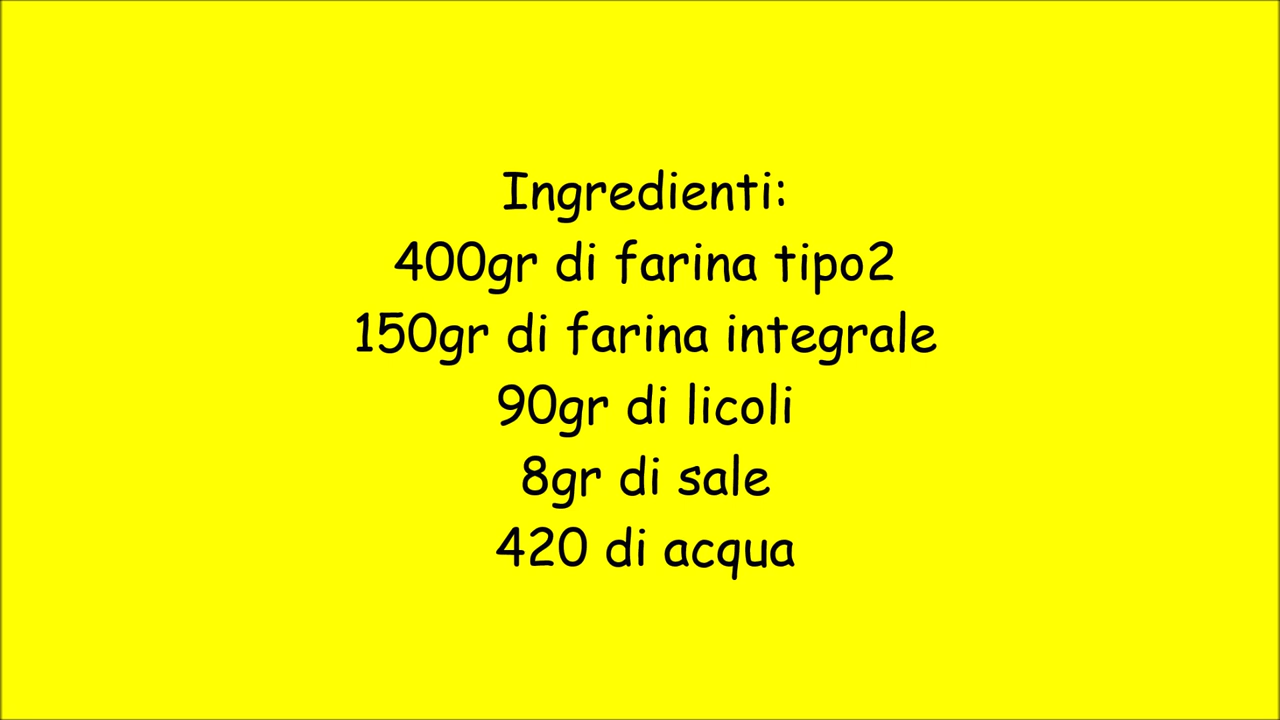 Ingredienti:
400gr di farina tipo2
150gr di farina integrale
90gr di licoli
8gr di sale
420 di acqua